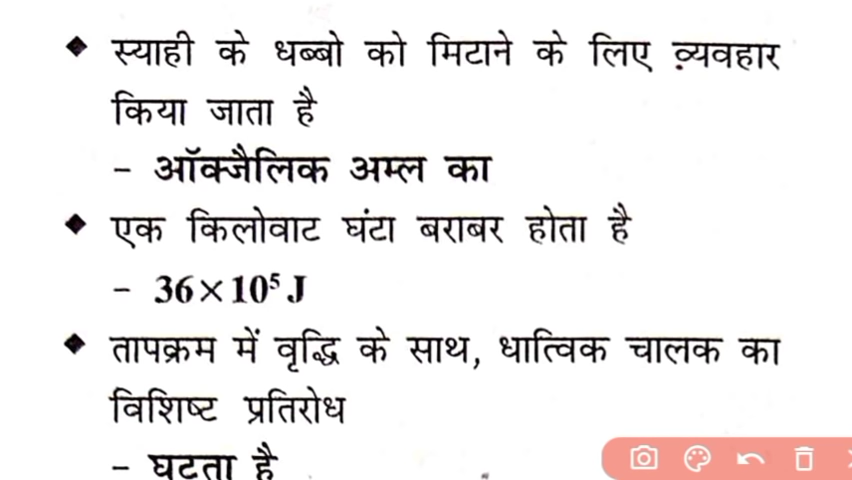 ◆ स्याही के धब्बो को मिटाने के लिए व्यवहार
किया जाता है
– ऑक्जैलिक अम्ल का
◆ एक किलोवाट घंटा बराबर होता है
– 36×10⁵ J
◆ तापक्रम में वृद्धि के साथ, धात्विक चालक का
विशिष्ट प्रतिरोध
– घटता है